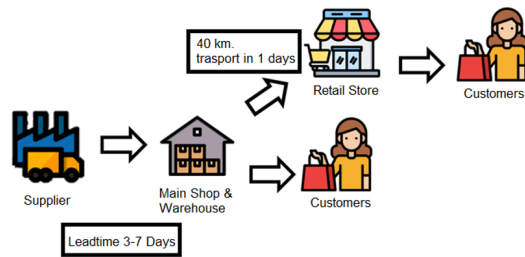 40 km.
trasport in 1 days
Retail Store
Customers
Supplier
Main Shop &
Warehouse
Customers
Leadtime 3-7 Days